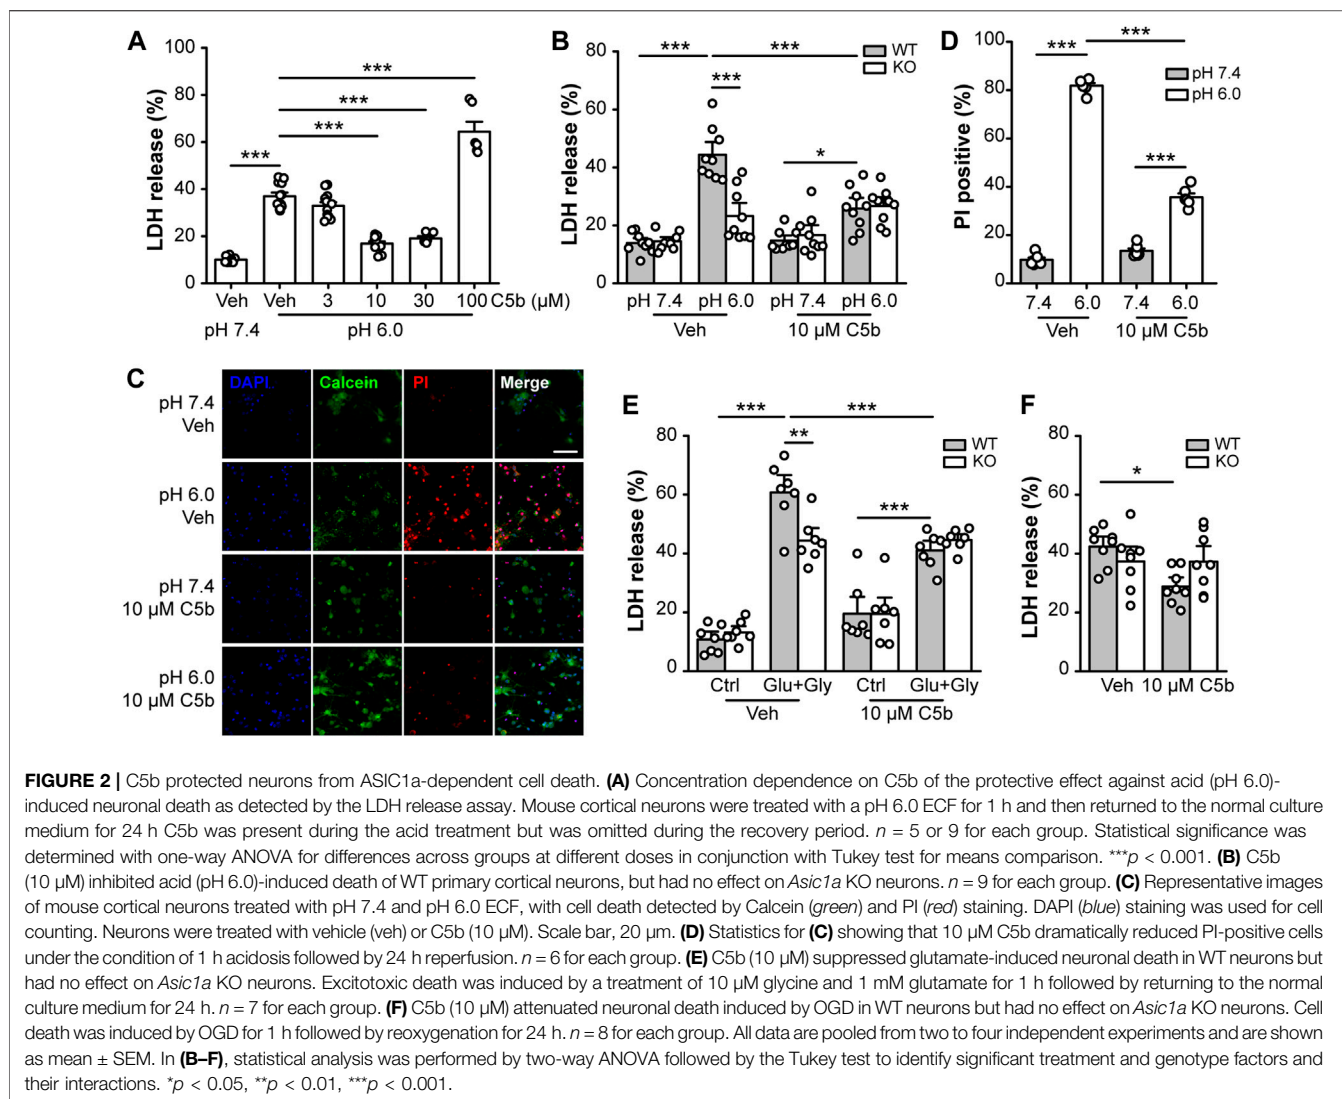 A
LDH release (%)
100
80
60
40
20
0
***
***
***
***
Veh Veh 3 10 30 100 C5b (µM)
pH 7.4 pH 6.0
B
LDH release (%)
80
60
40
20
0
*** ***
***
*
WT
KO
pH 7.4 pH 6.0 pH 7.4 pH 6.0
Veh 10 µM C5b
D
PI positive (%)
100
80
60
40
20
0
*** ***
***
pH 7.4
pH 6.0
7.4 6.0 7.4 6.0
Veh 10 µM C5b
C
DAPI Calcein PI Merge
pH 7.4
Veh
pH 6.0
Veh
pH 7.4
10 µM C5b
pH 6.0
10 µM C5b
E
LDH release (%)
80
60
40
20
0
*** ***
**
***
WT
KO
Ctrl Glu+Gly Ctrl Glu+Gly
Veh 10 µM C5b
F
LDH release (%)
80
60
40
20
0
*
WT
KO
Veh 10 µM C5b
FIGURE 2 | C5b protected neurons from ASIC1a-dependent cell death. (A) Concentration dependence on C5b of the protective effect against acid (pH 6.0)-
induced neuronal death as detected by the LDH release assay. Mouse cortical neurons were treated with a pH 6.0 ECF for 1 h and then returned to the normal culture
medium for 24 h C5b was present during the acid treatment but was omitted during the recovery period. n = 5 or 9 for each group. Statistical significance was
determined with one-way ANOVA for differences across groups at different doses in conjunction with Tukey test for means comparison. ***p < 0.001. (B) C5b
(10 µM) inhibited acid (pH 6.0)-induced death of WT primary cortical neurons, but had no effect on Asic1a KO neurons. n = 9 for each group. (C) Representative images
of mouse cortical neurons treated with pH 7.4 and pH 6.0 ECF, with cell death detected by Calcein (green) and PI (red) staining. DAPI (blue) staining was used for cell
counting. Neurons were treated with vehicle (veh) or C5b (10 µM). Scale bar, 20 µm. (D) Statistics for (C) showing that 10 µM C5b dramatically reduced PI-positive cells
under the condition of 1 h acidosis followed by 24 h reperfusion. n = 6 for each group. (E) C5b (10 µM) suppressed glutamate-induced neuronal death in WT neurons but
had no effect on Asic1a KO neurons. Excitotoxic death was induced by a treatment of 10 µM glycine and 1 mM glutamate for 1 h followed by returning to the normal
culture medium for 24 h. n = 7 for each group. (F) C5b (10 µM) attenuated neuronal death induced by OGD in WT neurons but had no effect on Asic1a KO neurons. Cell
death was induced by OGD for 1 h followed by reoxygenation for 24 h. n = 8 for each group. All data are pooled from two to four independent experiments and are shown
as mean ± SEM. In (B–F), statistical analysis was performed by two-way ANOVA followed by the Tukey test to identify significant treatment and genotype factors and
their interactions. *p < 0.05, **p < 0.01, ***p < 0.001.